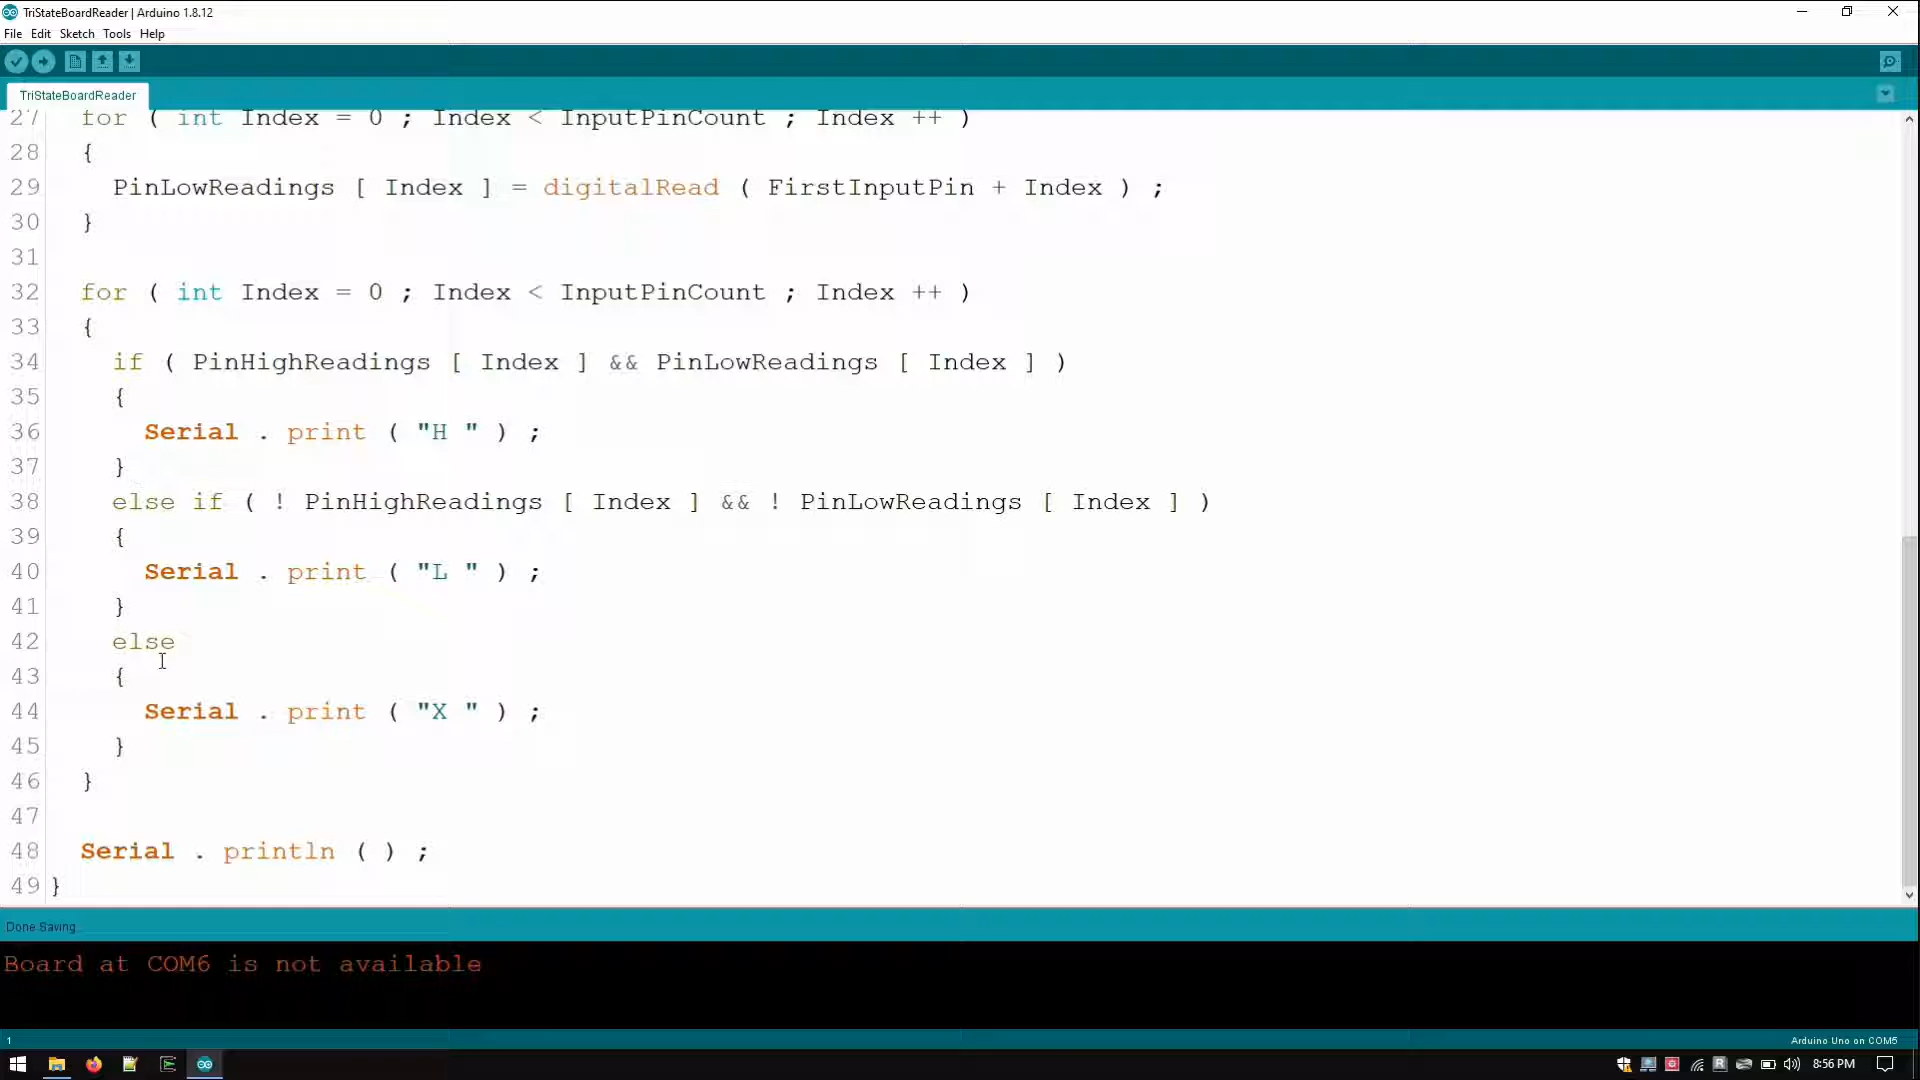 TriStateBoardReader | Arduino 1.8.12
File Edit Sketch Tools Help
TriStateBoardReader
27 for ( int Index = 0 ; Index < InputPinCount ; Index ++ )
28 {
29 PinLowReadings [ Index ] = digitalRead ( FirstInputPin + Index ) ;
30 }
31
32 for ( int Index = 0 ; Index < InputPinCount ; Index ++ )
33 {
34 if ( PinHighReadings [ Index ] && PinLowReadings [ Index ] )
35 {
36 Serial . print ( "H " ) ;
37 }
38 else if ( ! PinHighReadings [ Index ] && ! PinLowReadings [ Index ] )
39 {
40 Serial . print ( "L " ) ;
41 }
42 else
43 {
44 Serial . print ( "X " ) ;
45 }
46 }
47
48 Serial . println ( ) ;
49 }
Done Saving.
Board at COM6 is not available
1 Arduino Uno on COM5
8:56 PM